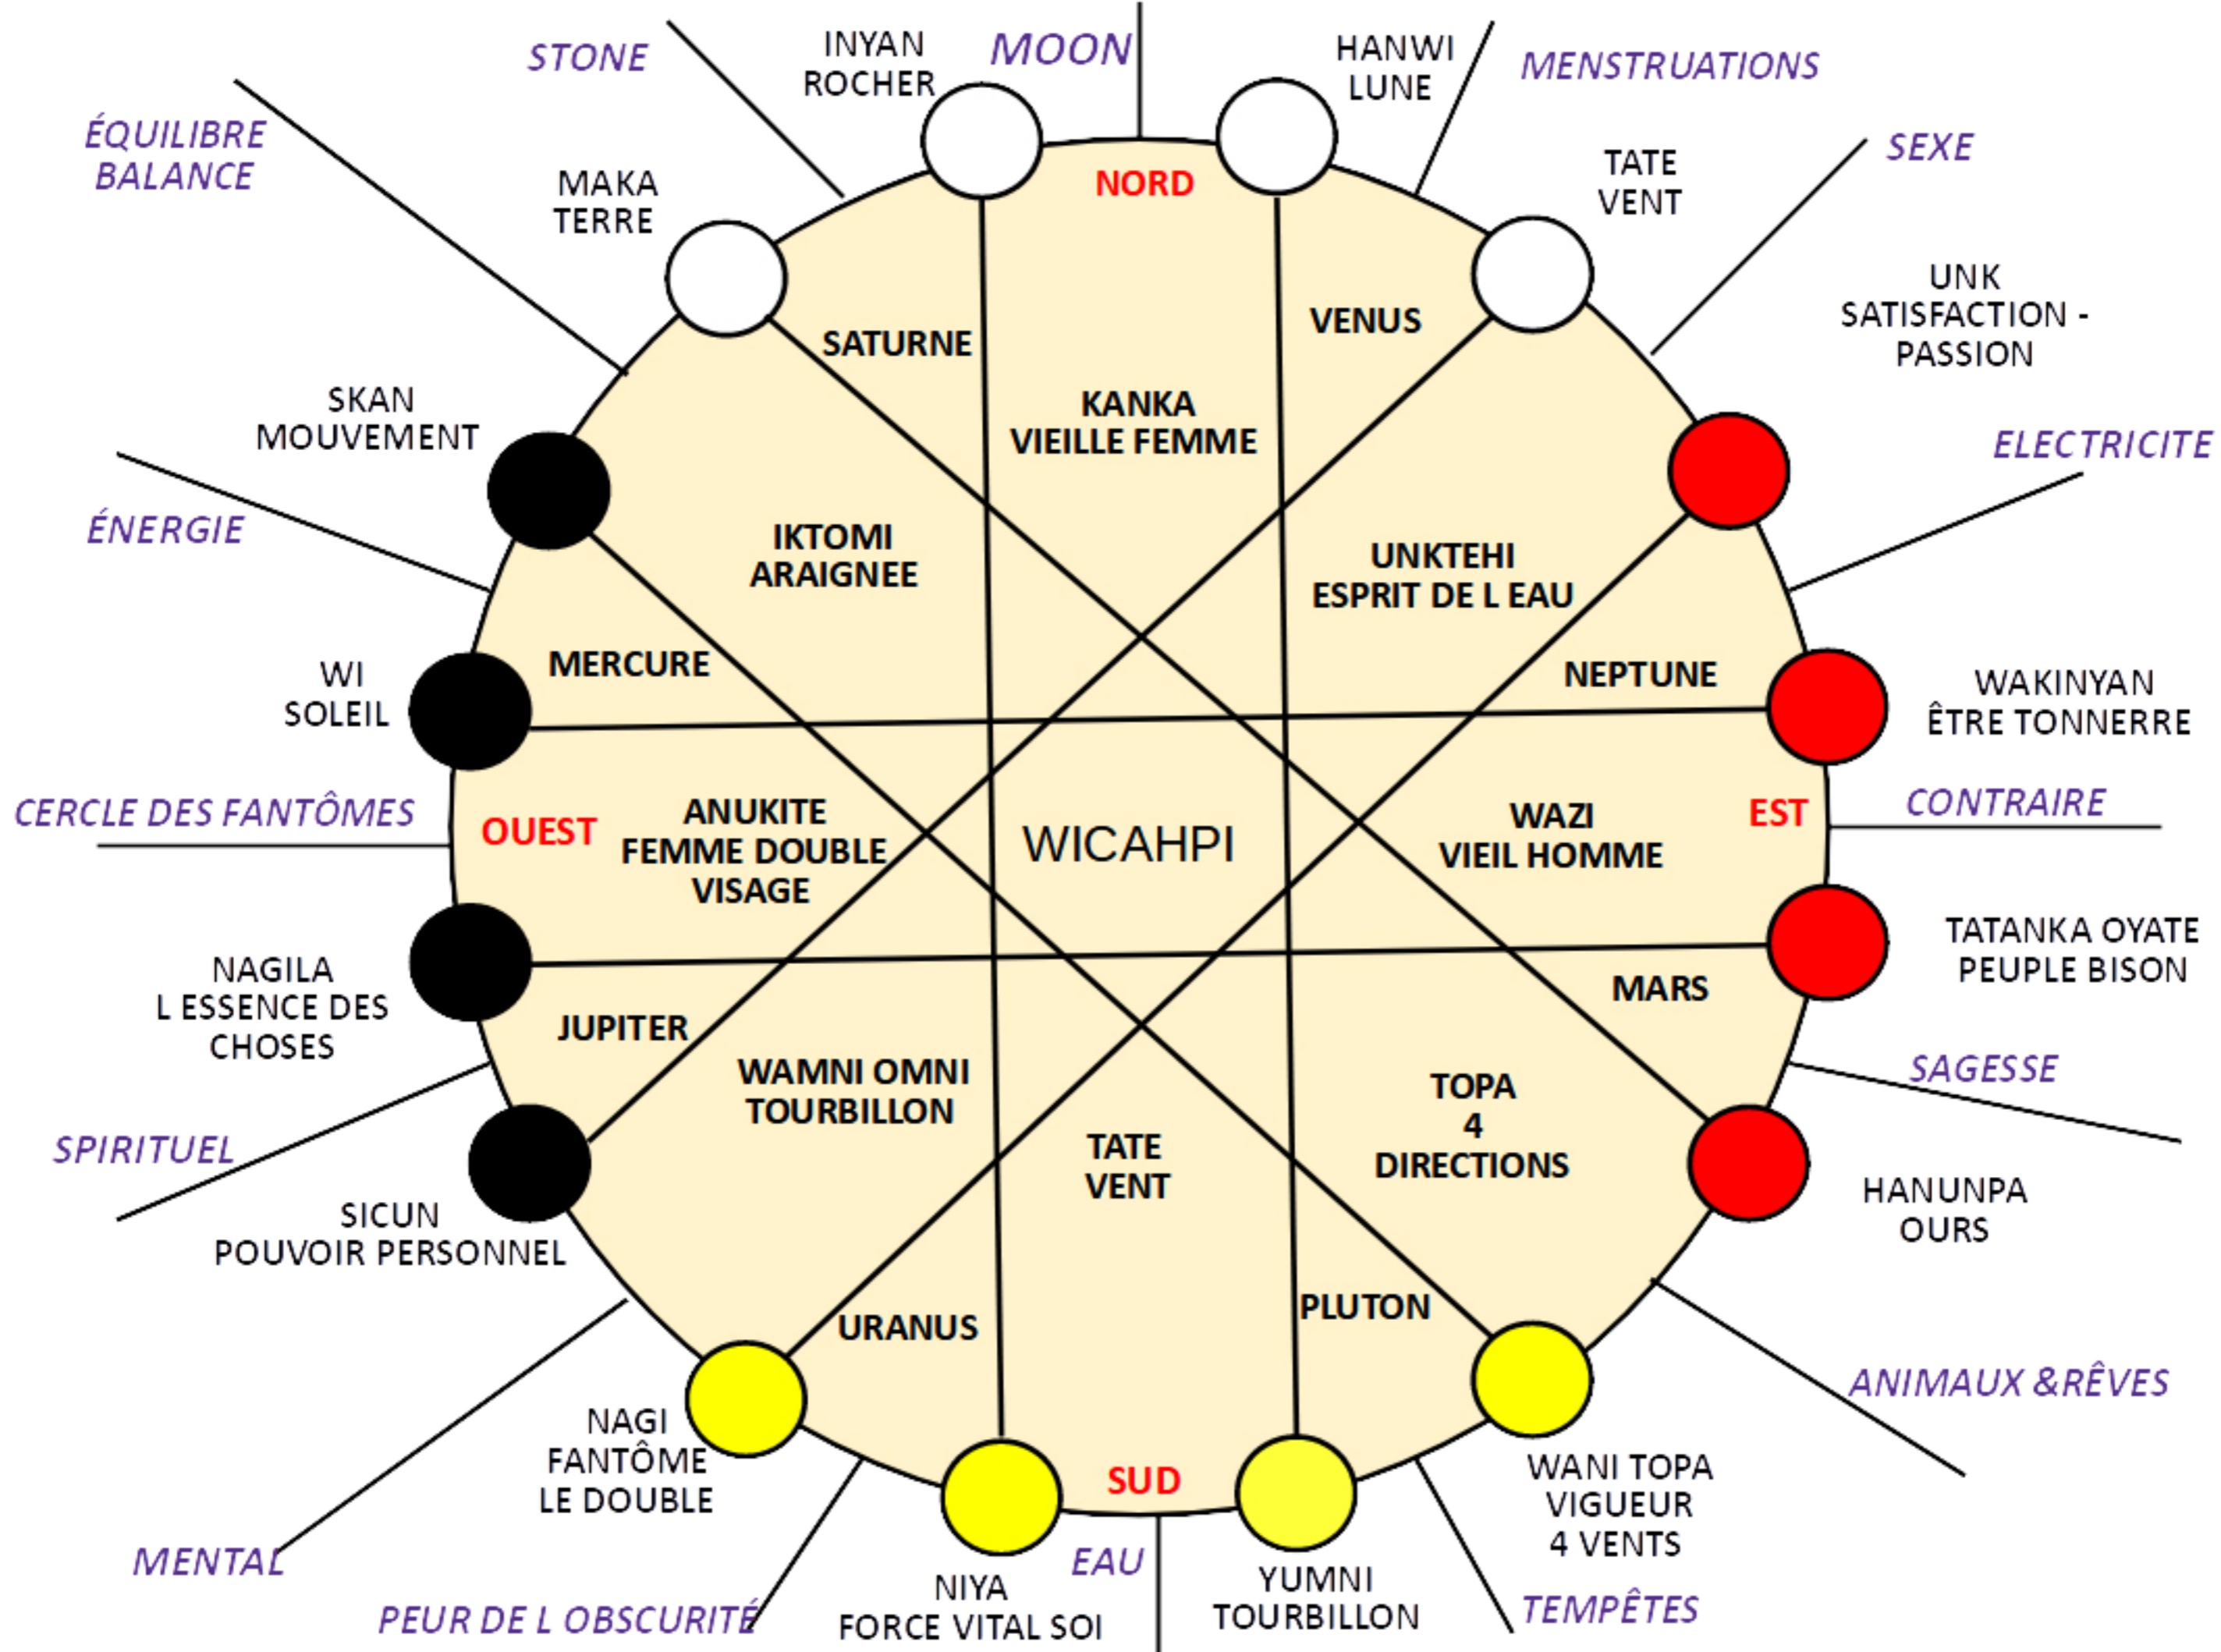 STONE
INYAN
ROCHER
MOON
HANWI
LUNE
MENSTRUATIONS
ÉQUILIBRE
BALANCE
MAKA
TERRE
NORD
TATE
VENT
SEXE
UNK
SATISFACTION -
PASSION
SATURNE
VENUS
SKAN
MOUVEMENT
KANKA
VIEILLE FEMME
ELECTRICITE
ÉNERGIE
IKTOMI
ARAIGNEE
UNKTEHI
ESPRIT DE L EAU
WI
SOLEIL
MERCURE
NEPTUNE
WAKINYAN
ÊTRE TONNERRE
CERCLE DES FANTÔMES
OUEST
ANUKITE
FEMME DOUBLE
VISAGE
WICAHPI
WAZI
VIEIL HOMME
EST
CONTRAIRE
NAGILA
L ESSENCE DES
CHOSES
JUPITER
MARS
TATANKA OYATE
PEUPLE BISON
SPIRITUEL
WAMNI OMNI
TOURBILLON
TATE
VENT
TOPA
4
DIRECTIONS
SAGESSE
SICUN
POUVOIR PERSONNEL
HANUNPA
OURS
URANUS
PLUTON
ANIMAUX &RÊVES
NAGI
FANTÔME
LE DOUBLE
SUD
WANI TOPA
VIGUEUR
4 VENTS
MENTAL
PEUR DE L OBSCURITÉ
NIYA
FORCE VITAL SOI
EAU
YUMNI
TOURBILLON
TEMPÊTES